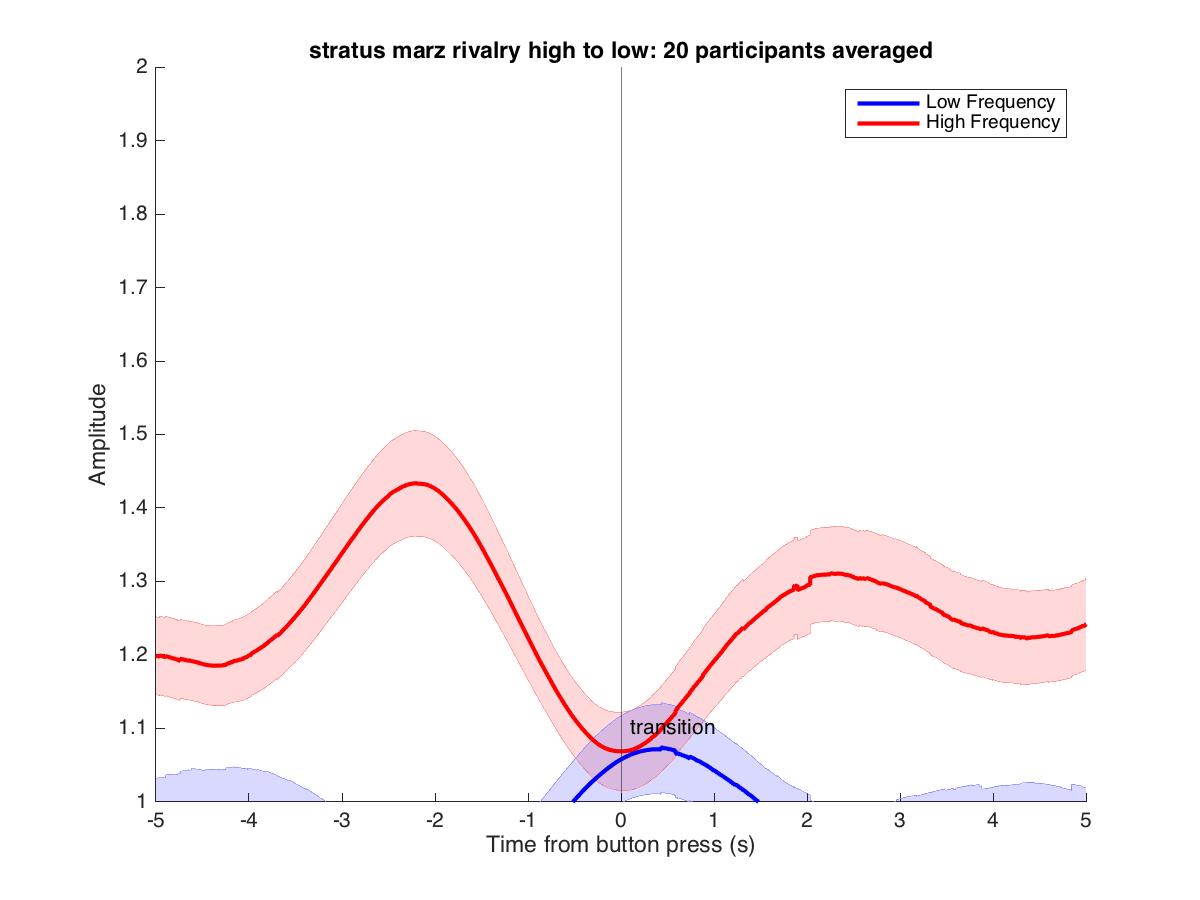 stratus marz rivalry high to low: 20 participants averaged
Low Frequency
High Frequency
2
1.9
1.8
1.7
1.6
1.5
1.4
1.3
1.2
1.1
1
Amplitude
transition
-5 -4 -3 -2 -1 0 1 2 3 4 5
Time from button press (s)